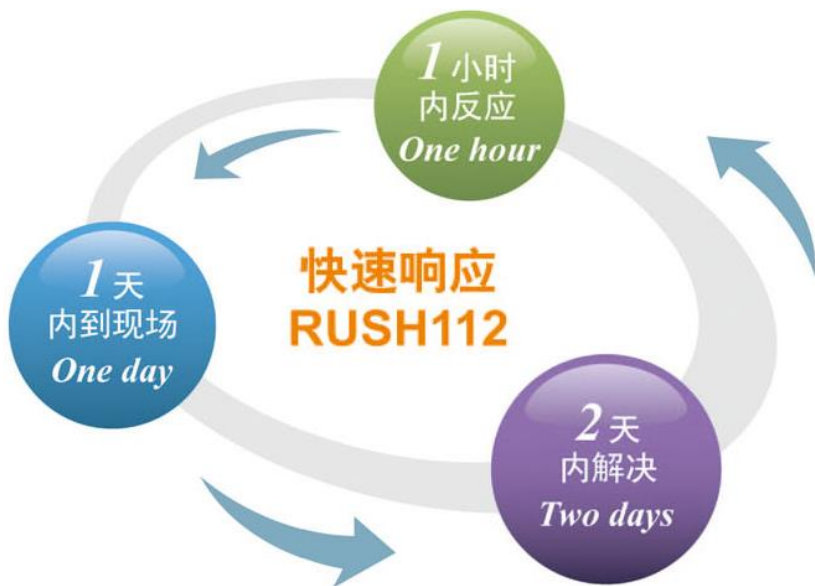 1 小时
内反应
One hour
1 天
内到现场
One day
快速响应
RUSH112
2 天
内解决
Two days